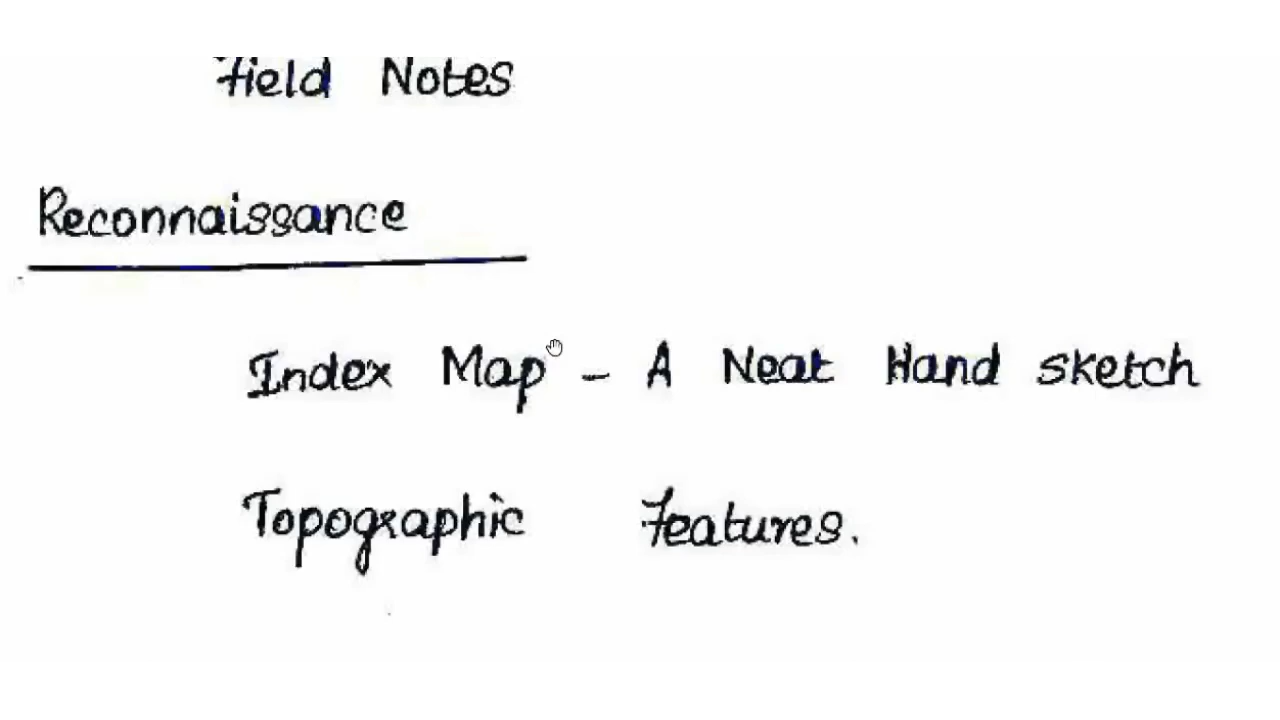 Field Notes
Reconnaissance
Index Map - A Neat Hand sketch
Topographic Features.